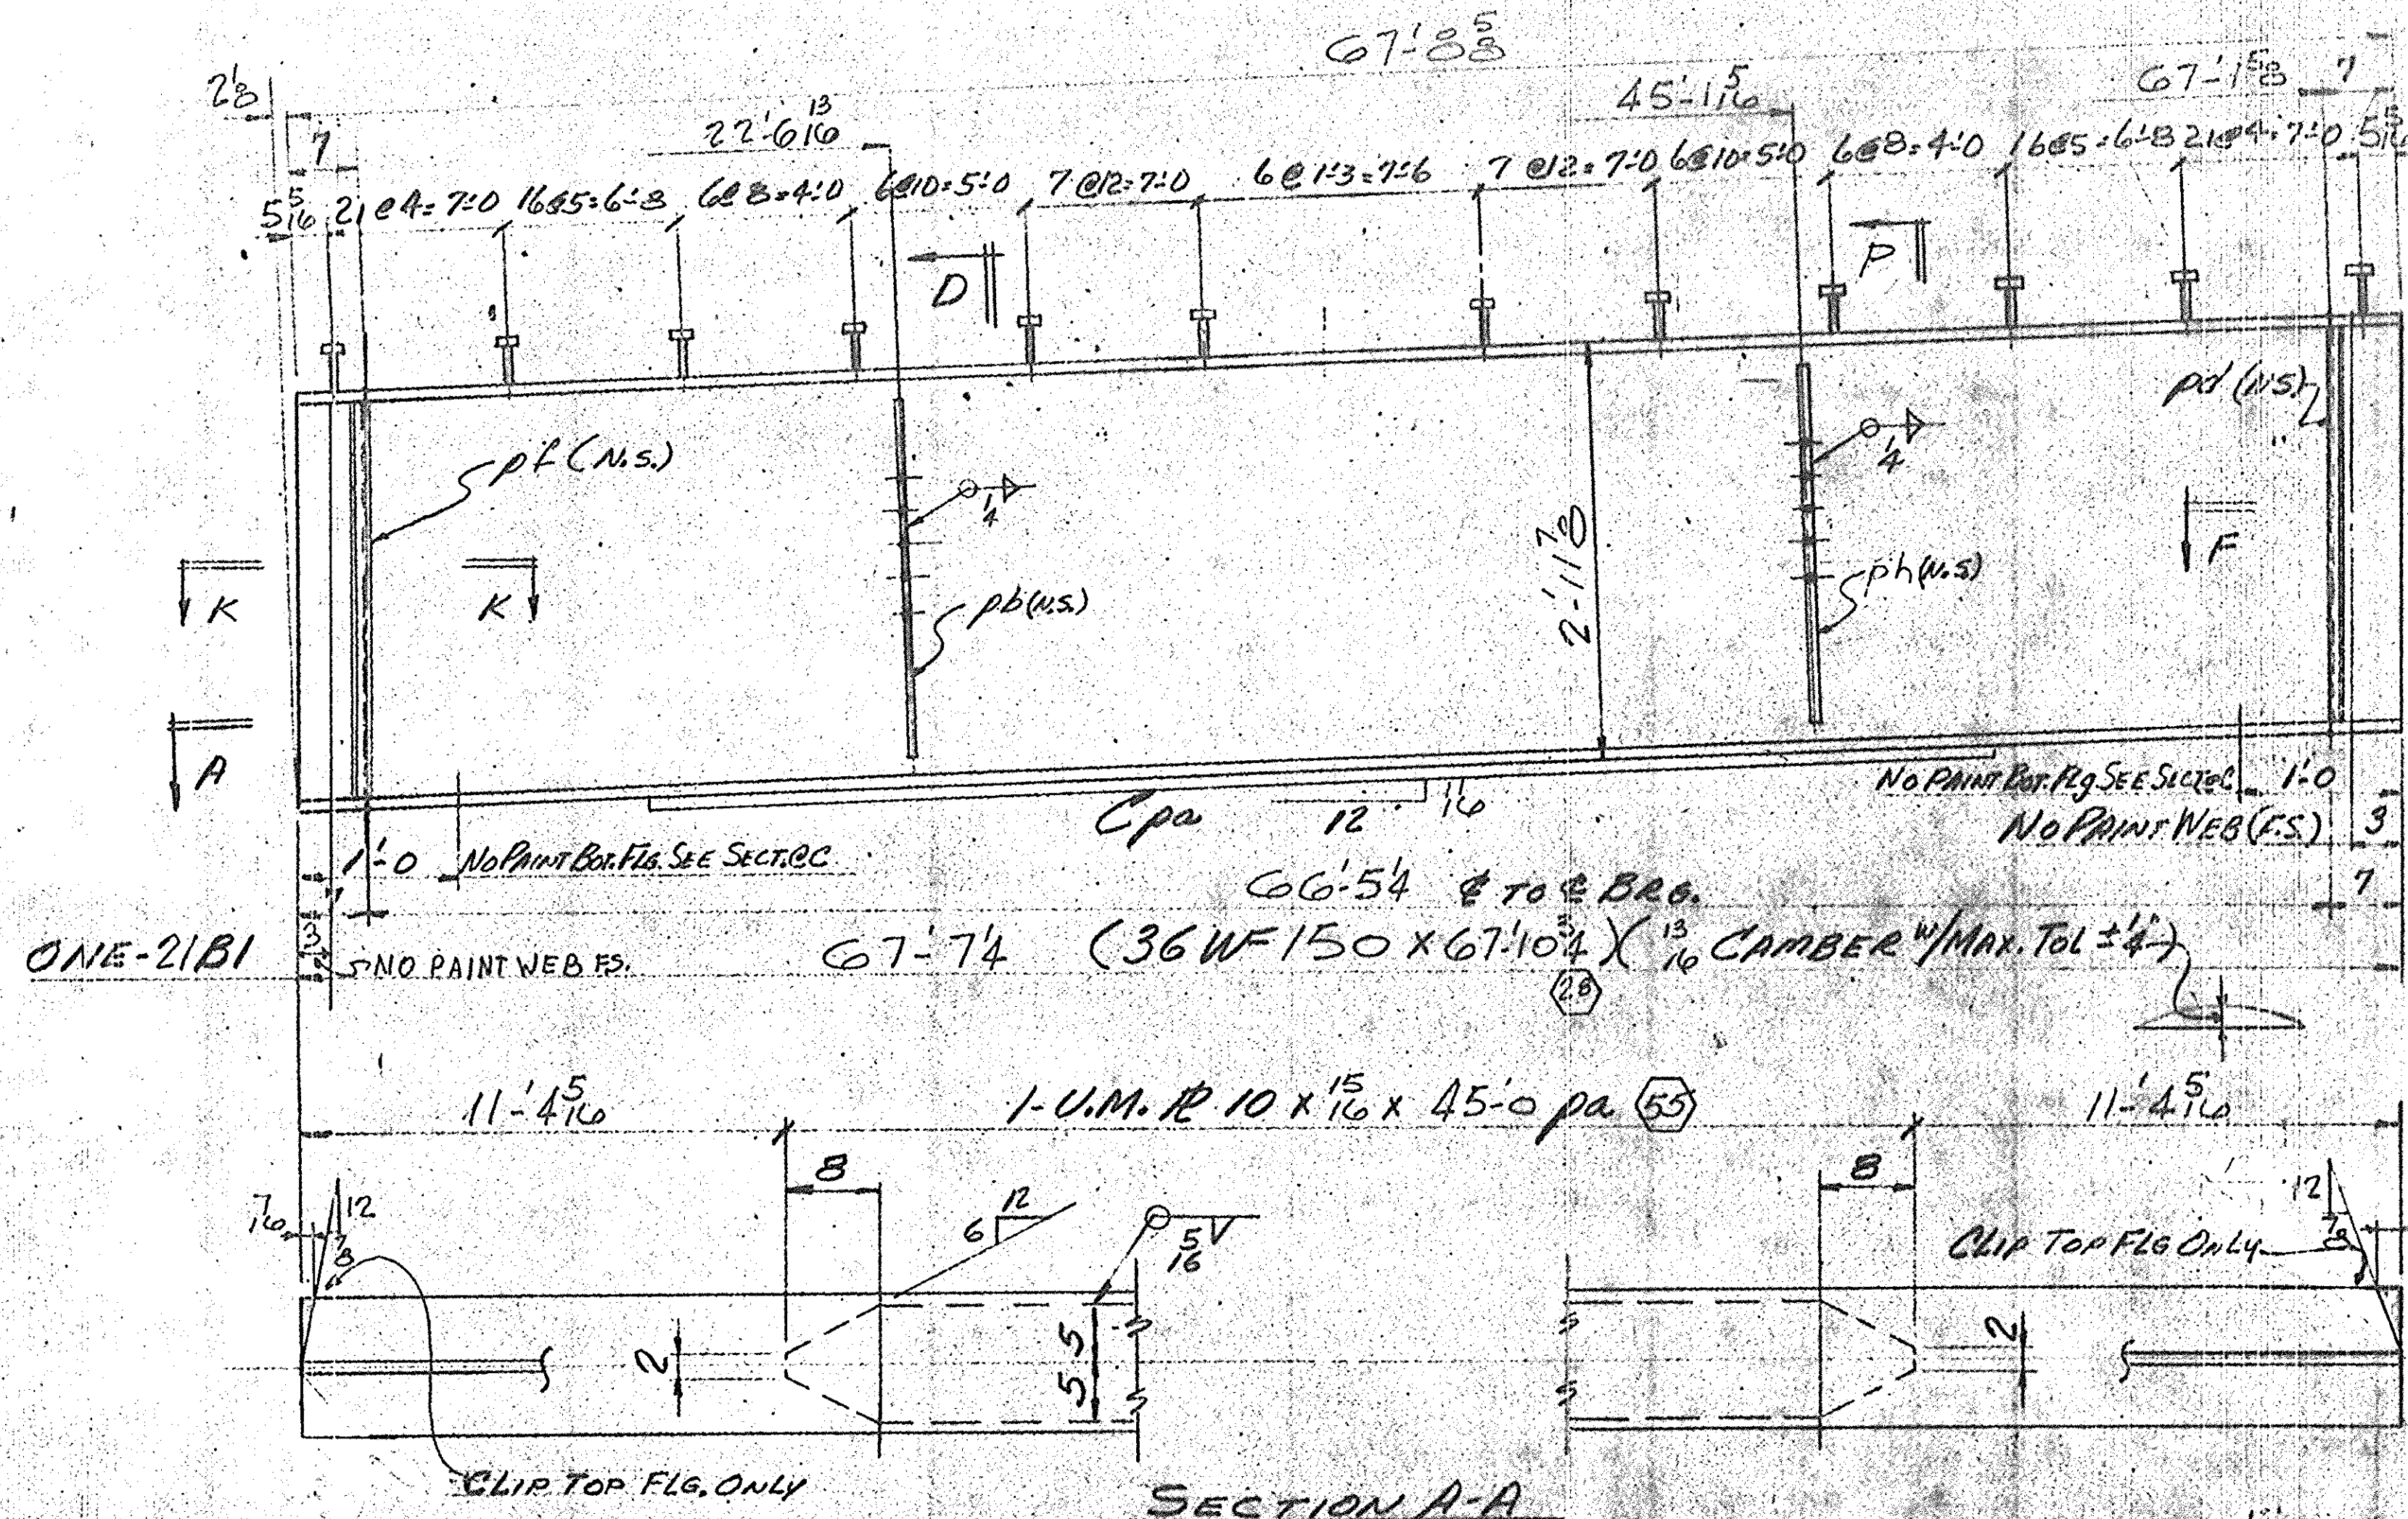 67'-8 5/8
2 1/8
45'-1 5/16
67'-1 5/8 7
22'-6 13/16
7
5 5/16 21@4=7'-0 16@5=6'-8 6@8=4'-0 6@10=5'-0 7@12=7'-0 6@1'-3=7'-6 7@12=7'-0 6@10=5'-0 6@8=4'-0 16@5=6'-8 21@4=7'-0 5 15/16
D
P
pf (N.S.)
pd (N.S.)
1/4
1/4
2'-11 7/8
K
K
pb (N.S.)
ph (N.S.)
F
A
Cpa
12
1/16
NO PAINT BOT. FLG SEE SECT@C 1'-0
NO PAINT WEB (F.S.) 3
1'-0 NO PAINT BOT. FLG. SEE SECT.@C
66'-5 1/4 ℄ TO ℄ BRG.
7
7
ONE-21B1
3
NO PAINT WEB FS.
67'-7 1/4 (36 WF 150 x 67'-10 3/4) (13/16 CAMBER W/MAX. TOL ± 1/4")
28
11'-4 5/16
1-U.M. PL 10 x 15/16 x 45'-0 pa 55
11'-4 5/16
8
8
7/16
12
7/8
6
12
5/16
12
7/8
CLIP TOP FLG ONLY
2
5 5
2
CLIP TOP FLG. ONLY
SECTION A-A